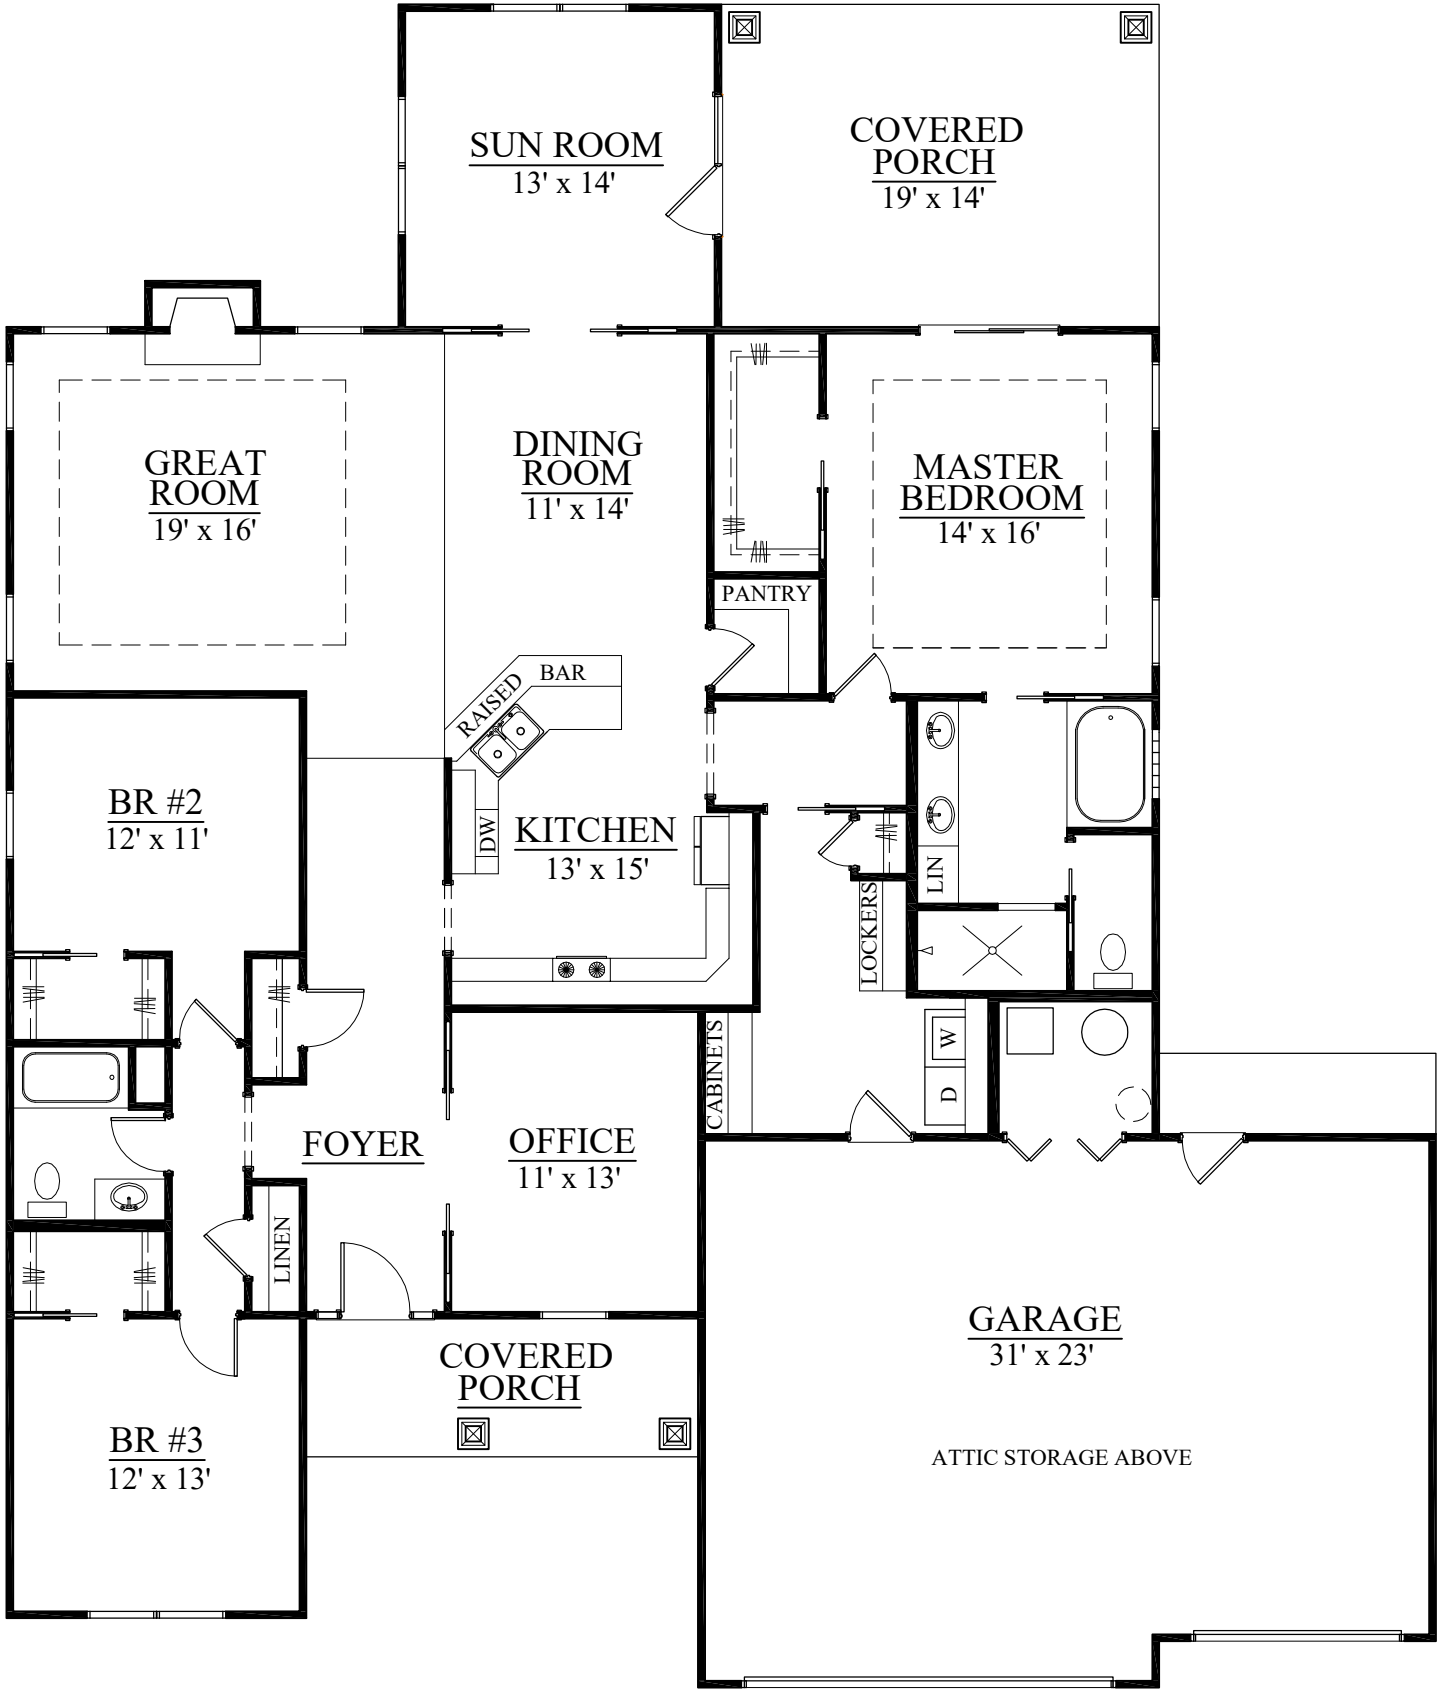 SUN ROOM
13' x 14'
COVERED
PORCH
19' x 14'
GREAT
ROOM
19' x 16'
DINING
ROOM
11' x 14'
MASTER
BEDROOM
14' x 16'
PANTRY
RAISED
BAR
BR #2
12' x 11'
DW
KITCHEN
13' x 15'
LIN
LOCKERS
CABINETS
W
D
FOYER
OFFICE
11' x 13'
LINEN
COVERED
PORCH
GARAGE
31' x 23'
BR #3
12' x 13'
ATTIC STORAGE ABOVE